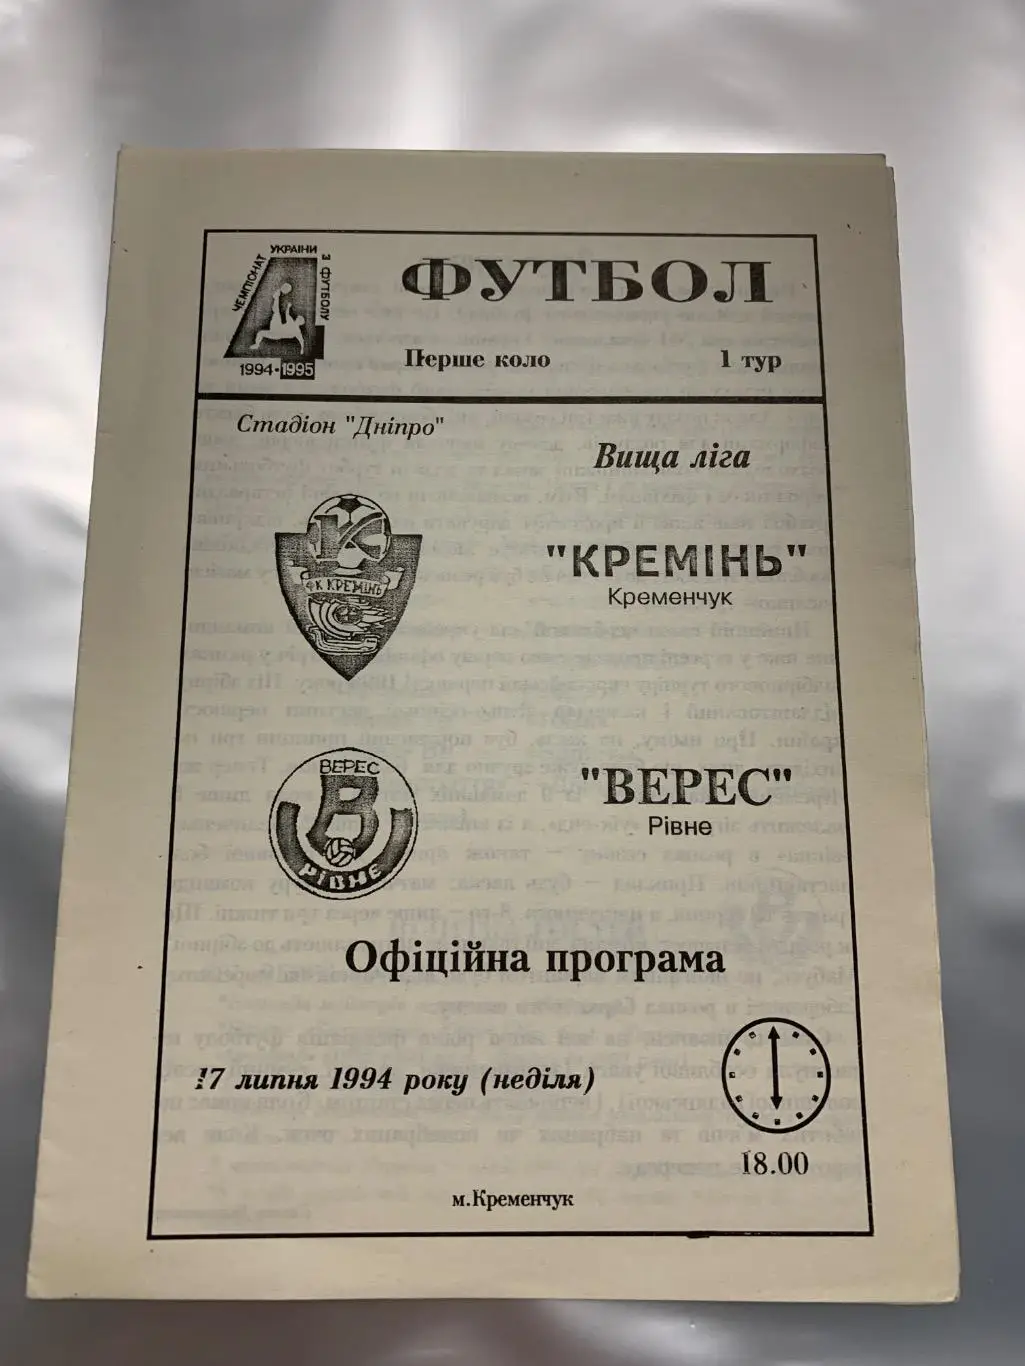 ЧЕМПІОНАТ УКРАЇНИ З ФУТБОЛУ
1994·1995
ФУТБОЛ
Перше коло
1 тур
Стадіон "Дніпро"
Вища ліга
К
ФК КРЕМІНЬ
"КРЕМІНЬ"
Кременчук
ВЕРЕС
В
РІВНЕ
"ВЕРЕС"
Рівне
Офіційна програма
17 липня 1994 року (неділя)
18.00
м.Кременчук